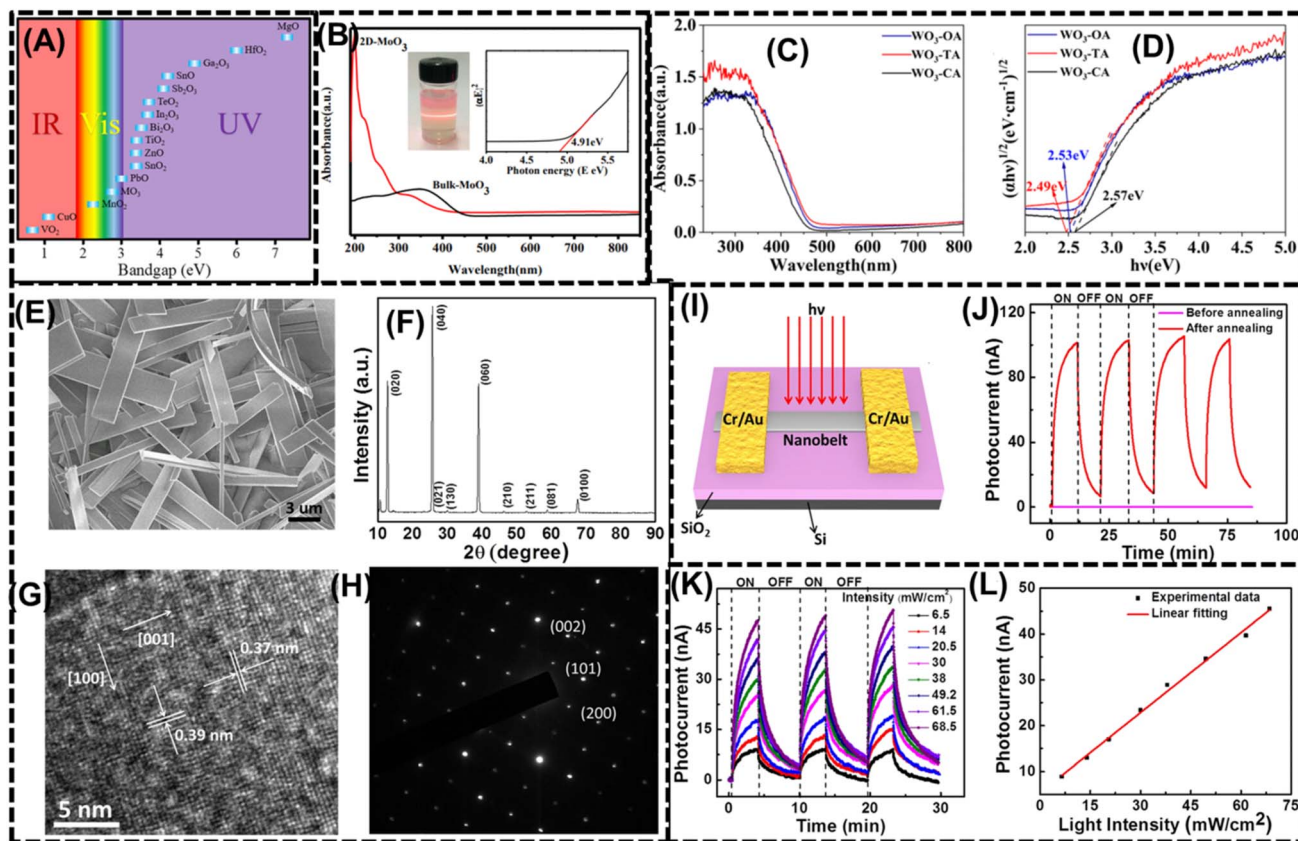 (A)
MgO
HfO2
Ga2O3
SnO
Sb2O3
TeO2
In2O3
Bi2O3
TiO2
ZnO
SnO2
PbO
MO3
MnO2
CuO
VO2
IR
Vis
UV
1 2 3 4 5 6 7
Bandgap (eV)
(B)
2D-MoO3
Bulk-MoO3
Absorbance(a.u.)
200 300 400 500 600 700 800
Wavelength(nm)
(αE)2
4.91eV
4.0 4.5 5.0 5.5
Photon energy (E eV)
(C)
WO3-OA
WO3-TA
WO3-CA
Absorbance(a.u.)
2.0
1.5
1.0
0.5
0.0
300 400 500 600 700 800
Wavelength(nm)
(D)
WO3-OA
WO3-TA
WO3-CA
(αhν)1/2(eV·cm-1)1/2
2.53eV
2.49eV
2.57eV
2.0 2.5 3.0 3.5 4.0 4.5 5.0
hν(eV)
(E)
3 um
(F)
Intensity (a.u.)
(020)
(040)
(021)
(130)
(060)
(210)
(211)
(081)
(0100)
10 20 30 40 50 60 70 80 90
2θ (degree)
(G)
[001]
[100]
0.37 nm
0.39 nm
5 nm
(H)
(002)
(101)
(200)
(I)
hν
Cr/Au
Cr/Au
Nanobelt
SiO2
Si
(J)
ON OFF ON OFF
Before annealing
After annealing
Photocurrent (nA)
120
80
40
0
0 25 50 75 100
Time (min)
(K)
ON OFF ON OFF
Intensity (mW/cm2)
6.5
14
20.5
30
38
49.2
61.5
68.5
Photocurrent (nA)
45
30
15
0
0 10 20 30
Time (min)
(L)
Experimental data
Linear fitting
Photocurrent (nA)
50
40
30
20
10
0 15 30 45 60 75
Light Intensity (mW/cm2)